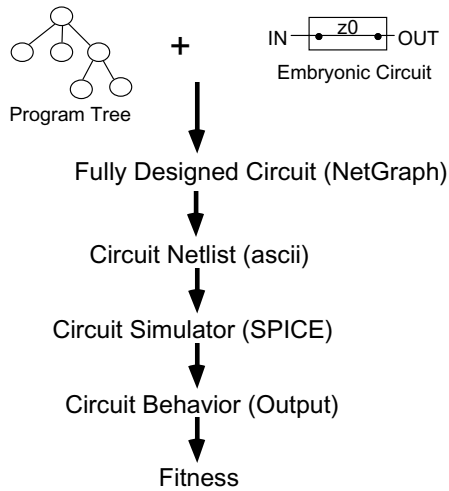 z0
IN
OUT
+
Embryonic Circuit
Program Tree
Fully Designed Circuit (NetGraph)
Circuit Netlist (ascii)
Circuit Simulator (SPICE)
Circuit Behavior (Output)
Fitness